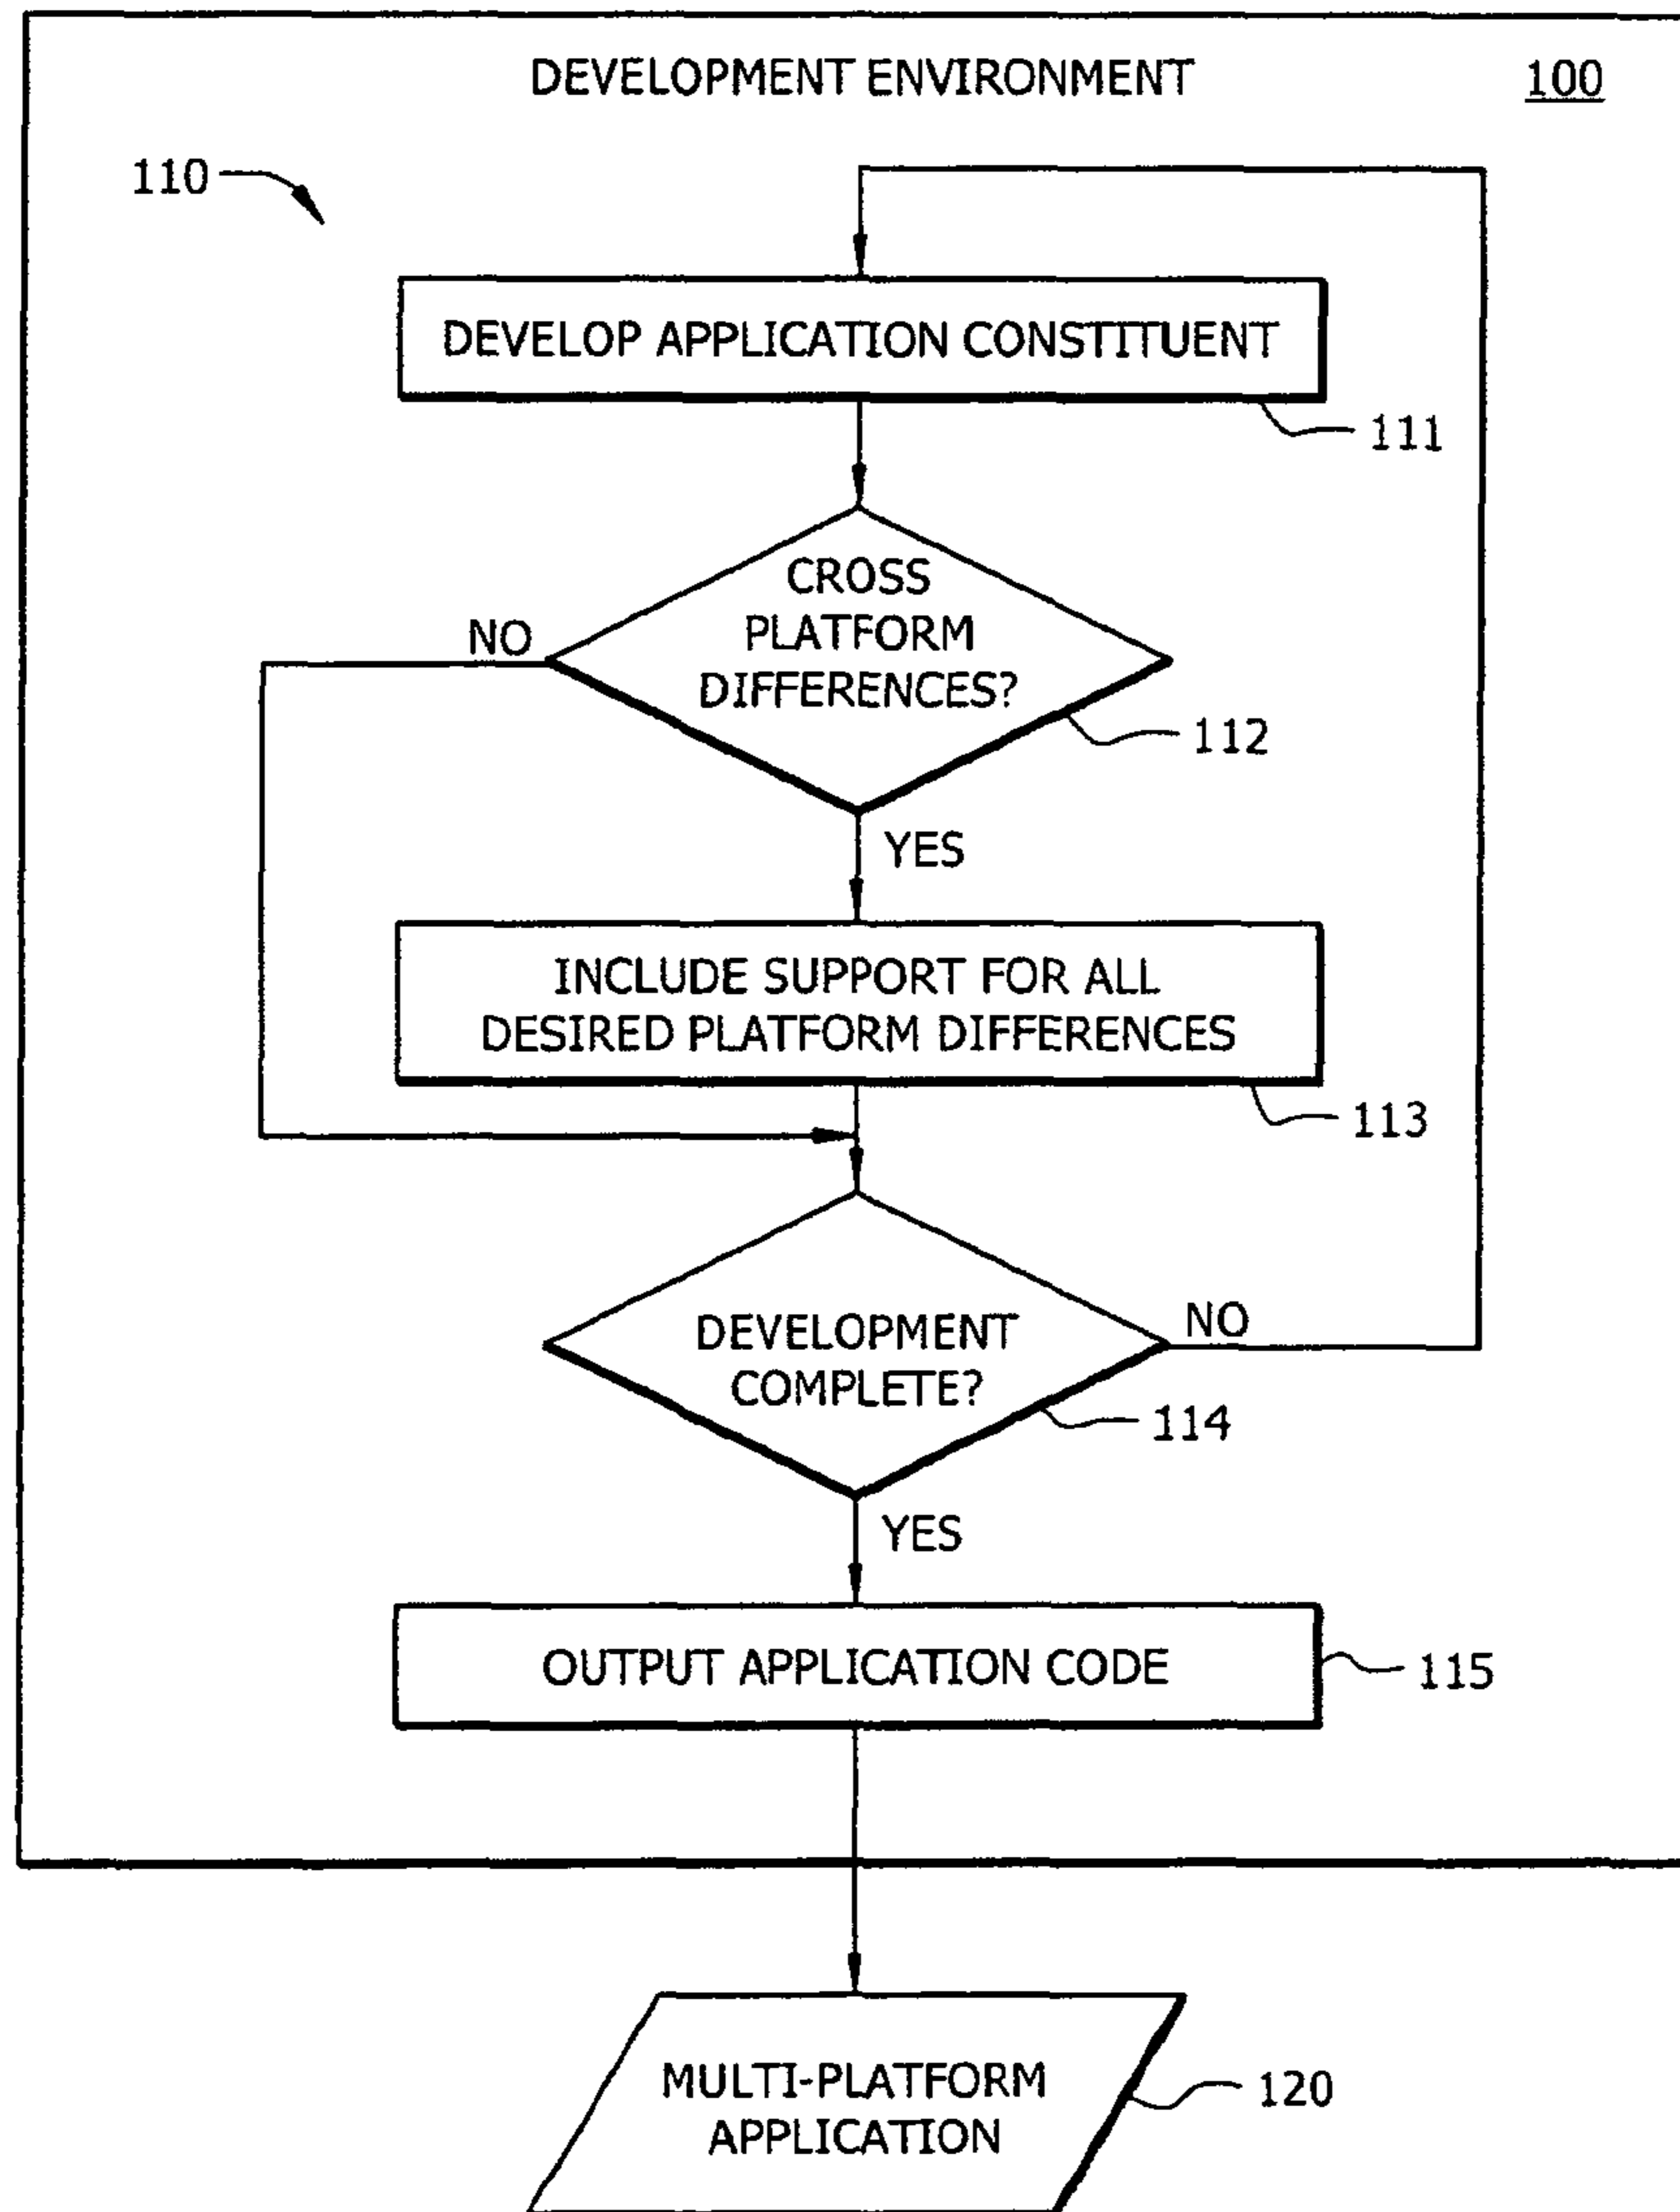 DEVELOPMENT ENVIRONMENT
100
110
DEVELOP APPLICATION CONSTITUENT
111
CROSS
PLATFORM
DIFFERENCES?
NO
112
YES
INCLUDE SUPPORT FOR ALL
DESIRED PLATFORM DIFFERENCES
113
DEVELOPMENT
COMPLETE?
NO
114
YES
OUTPUT APPLICATION CODE
115
MULTI-PLATFORM
APPLICATION
120